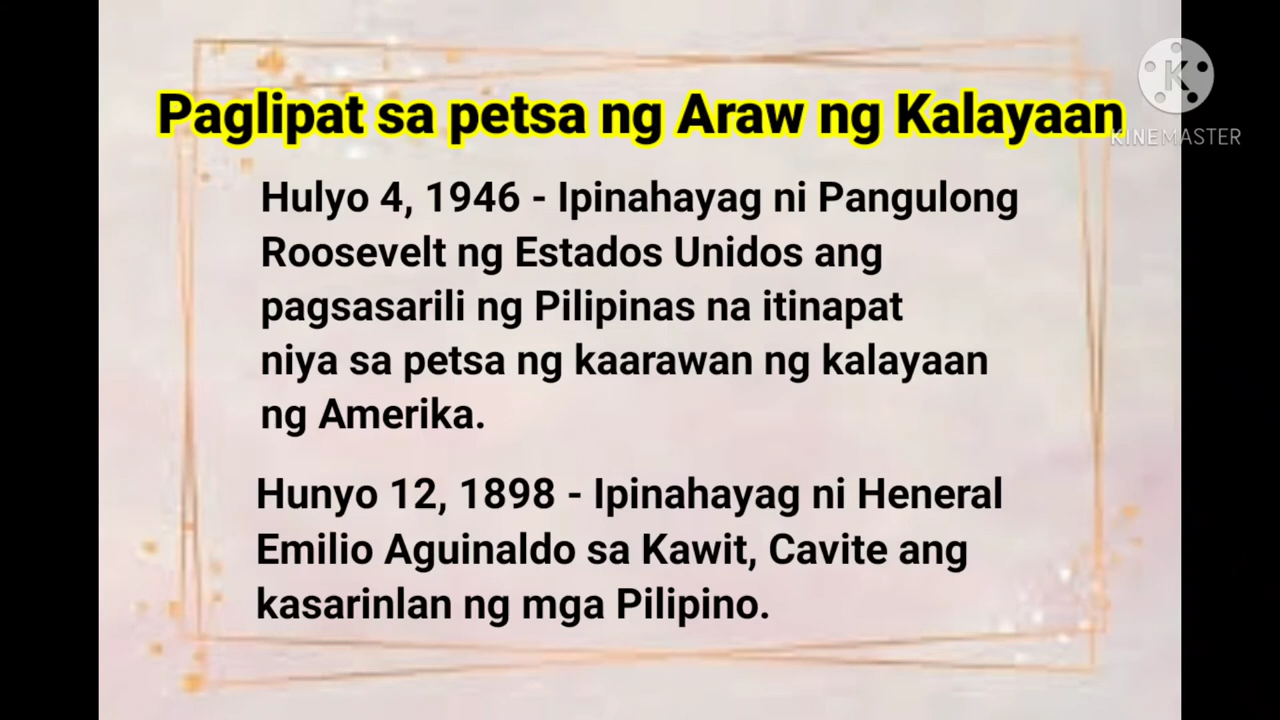 Paglipat sa petsa ng Araw ng Kalayaan
KINEMASTER
Hulyo 4, 1946 - Ipinahayag ni Pangulong
Roosevelt ng Estados Unidos ang
pagsasarili ng Pilipinas na itinapat
niya sa petsa ng kaarawan ng kalayaan
ng Amerika.
Hunyo 12, 1898 - Ipinahayag ni Heneral
Emilio Aguinaldo sa Kawit, Cavite ang
kasarinlan ng mga Pilipino.